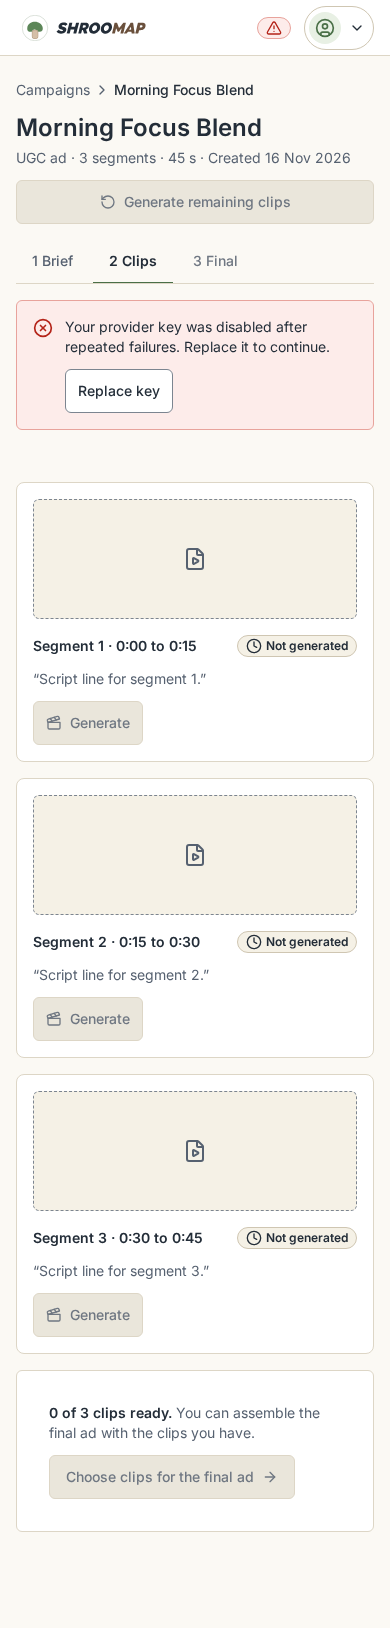 SHROOMAP
Campaigns > Morning Focus Blend
Morning Focus Blend
UGC ad · 3 segments · 45 s · Created 16 Nov 2026
Generate remaining clips
1 Brief 2 Clips 3 Final
Your provider key was disabled after
repeated failures. Replace it to continue.
Replace key
Segment 1 · 0:00 to 0:15 Not generated
“Script line for segment 1.”
Generate
Segment 2 · 0:15 to 0:30 Not generated
“Script line for segment 2.”
Generate
Segment 3 · 0:30 to 0:45 Not generated
“Script line for segment 3.”
Generate
0 of 3 clips ready. You can assemble the
final ad with the clips you have.
Choose clips for the final ad →